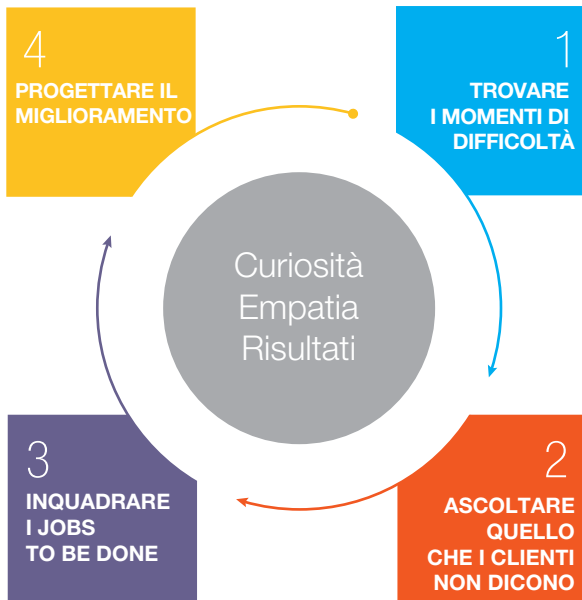 4
PROGETTARE IL
MIGLIORAMENTO
1
TROVARE
I MOMENTI DI
DIFFICOLTÀ
Curiosità
Empatia
Risultati
3
INQUADRARE
I JOBS
TO BE DONE
2
ASCOLTARE
QUELLO
CHE I CLIENTI
NON DICONO